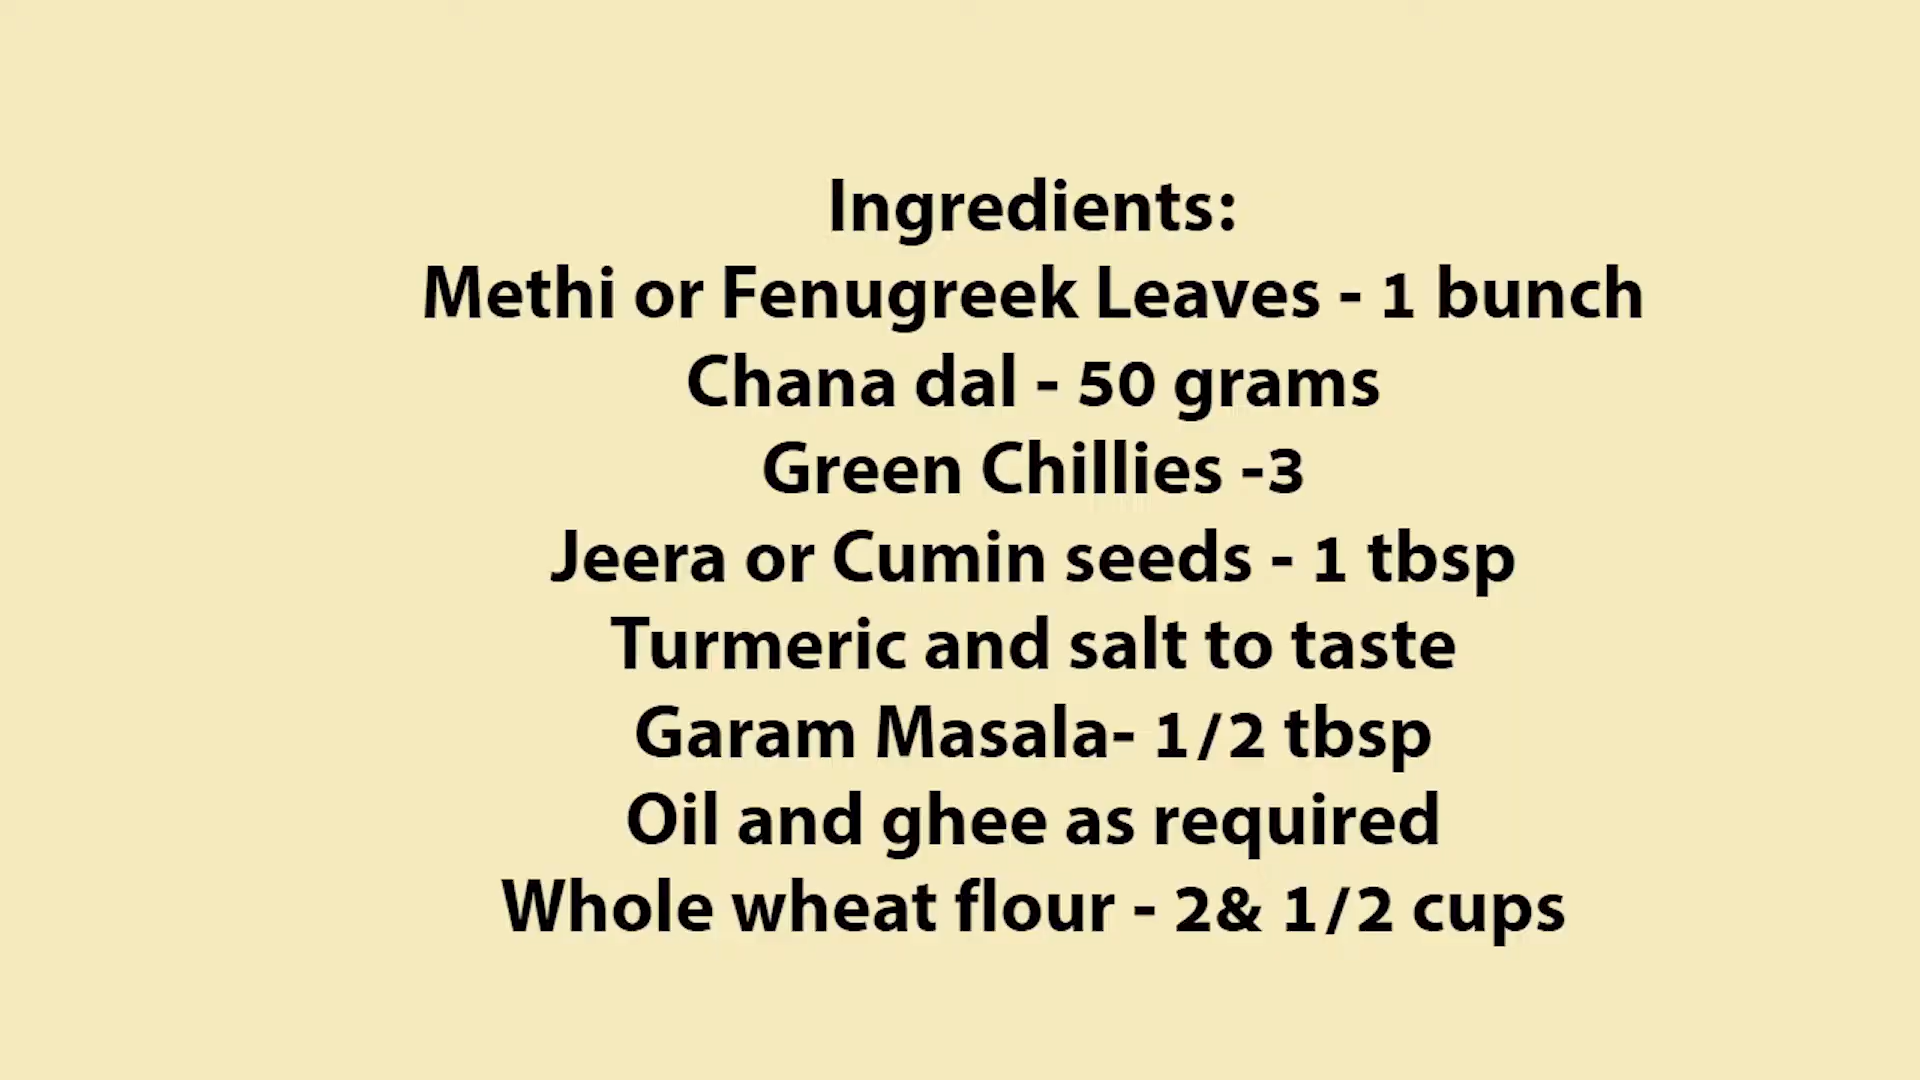 Ingredients:
Methi or Fenugreek Leaves - 1 bunch
Chana dal - 50 grams
Green Chillies -3
Jeera or Cumin seeds - 1 tbsp
Turmeric and salt to taste
Garam Masala- 1/2 tbsp
Oil and ghee as required
Whole wheat flour - 2& 1/2 cups